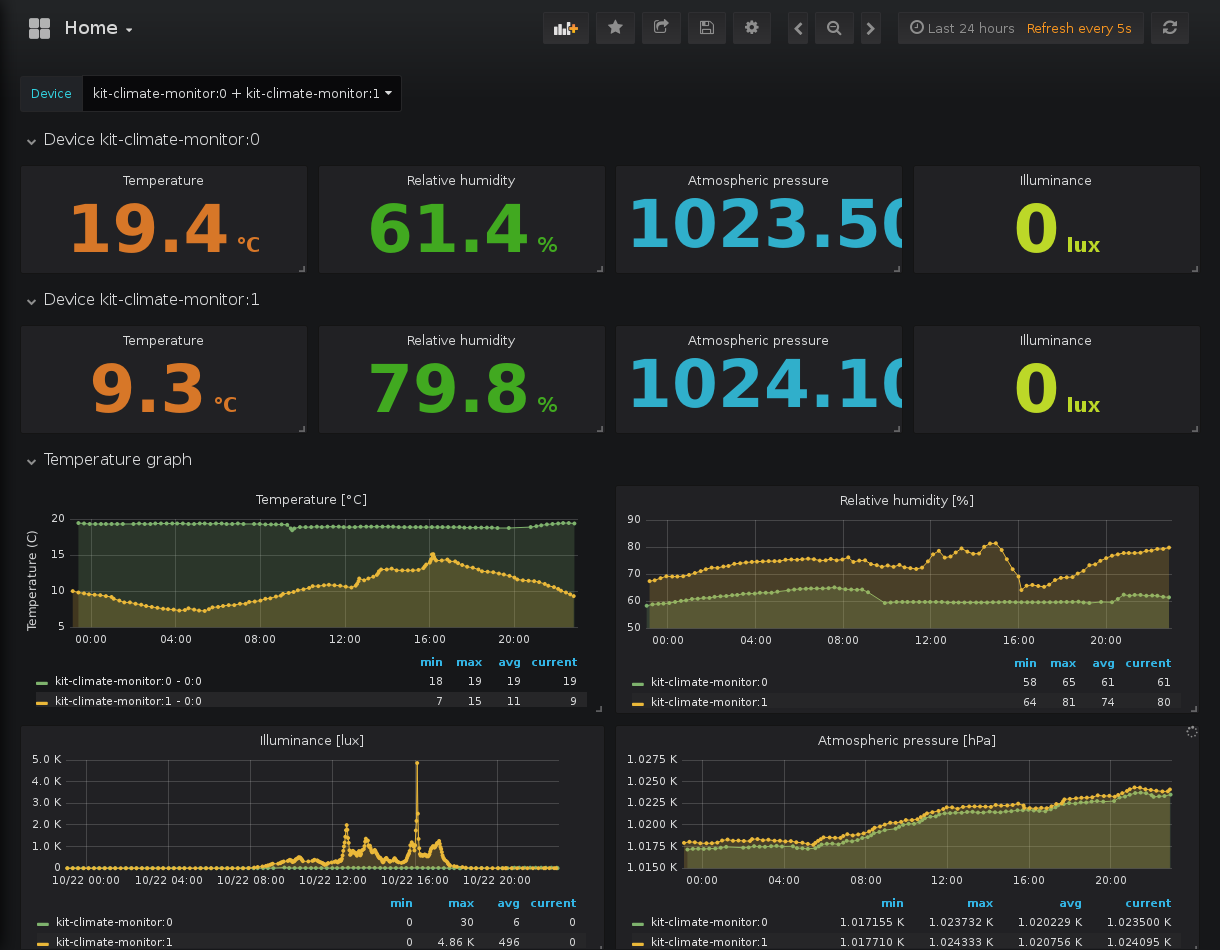 Home
Last 24 hours Refresh every 5s
Device kit-climate-monitor:0 + kit-climate-monitor:1
Device kit-climate-monitor:0
Temperature Relative humidity Atmospheric pressure Illuminance
19.4 °C 61.4 % 1023.50 0 lux
Device kit-climate-monitor:1
Temperature Relative humidity Atmospheric pressure Illuminance
9.3 °C 79.8 % 1024.10 0 lux
Temperature graph
Temperature [°C]
Temperature (C)
20
15
10
5
00:00 04:00 08:00 12:00 16:00 20:00
min max avg current
kit-climate-monitor:0 - 0:0 18 19 19 19
kit-climate-monitor:1 - 0:0 7 15 11 9
Relative humidity [%]
90
80
70
60
50
00:00 04:00 08:00 12:00 16:00 20:00
min max avg current
kit-climate-monitor:0 58 65 61 61
kit-climate-monitor:1 64 81 74 80
Illuminance [lux]
5.0 K
4.0 K
3.0 K
2.0 K
1.0 K
0
10/22 00:00 10/22 04:00 10/22 08:00 10/22 12:00 10/22 16:00 10/22 20:00
min max avg current
kit-climate-monitor:0 0 30 6 0
kit-climate-monitor:1 0 4.86 K 496 0
Atmospheric pressure [hPa]
1.0275 K
1.0250 K
1.0225 K
1.0200 K
1.0175 K
1.0150 K
00:00 04:00 08:00 12:00 16:00 20:00
min max avg current
kit-climate-monitor:0 1.017155 K 1.023732 K 1.020229 K 1.023500 K
kit-climate-monitor:1 1.017710 K 1.024333 K 1.020756 K 1.024095 K